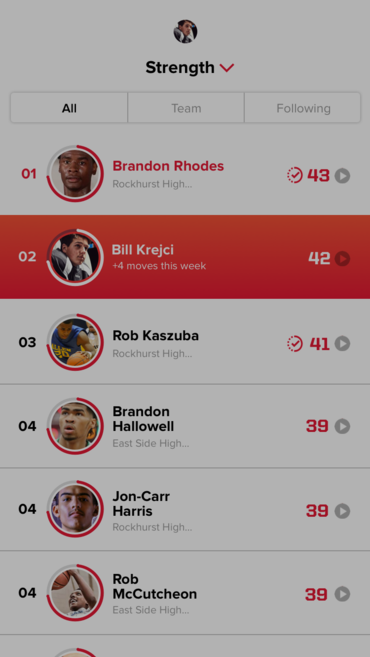 Strength
All Team Following
01 Brandon Rhodes 43
Rockhurst High...
02 Bill Krejci 42
+4 moves this week
03 Rob Kaszuba 41
Rockhurst High...
04 Brandon
Hallowell 39
East Side High...
04 Jon-Carr
Harris 39
Rockhurst High...
04 Rob
McCutcheon 39
East Side High...